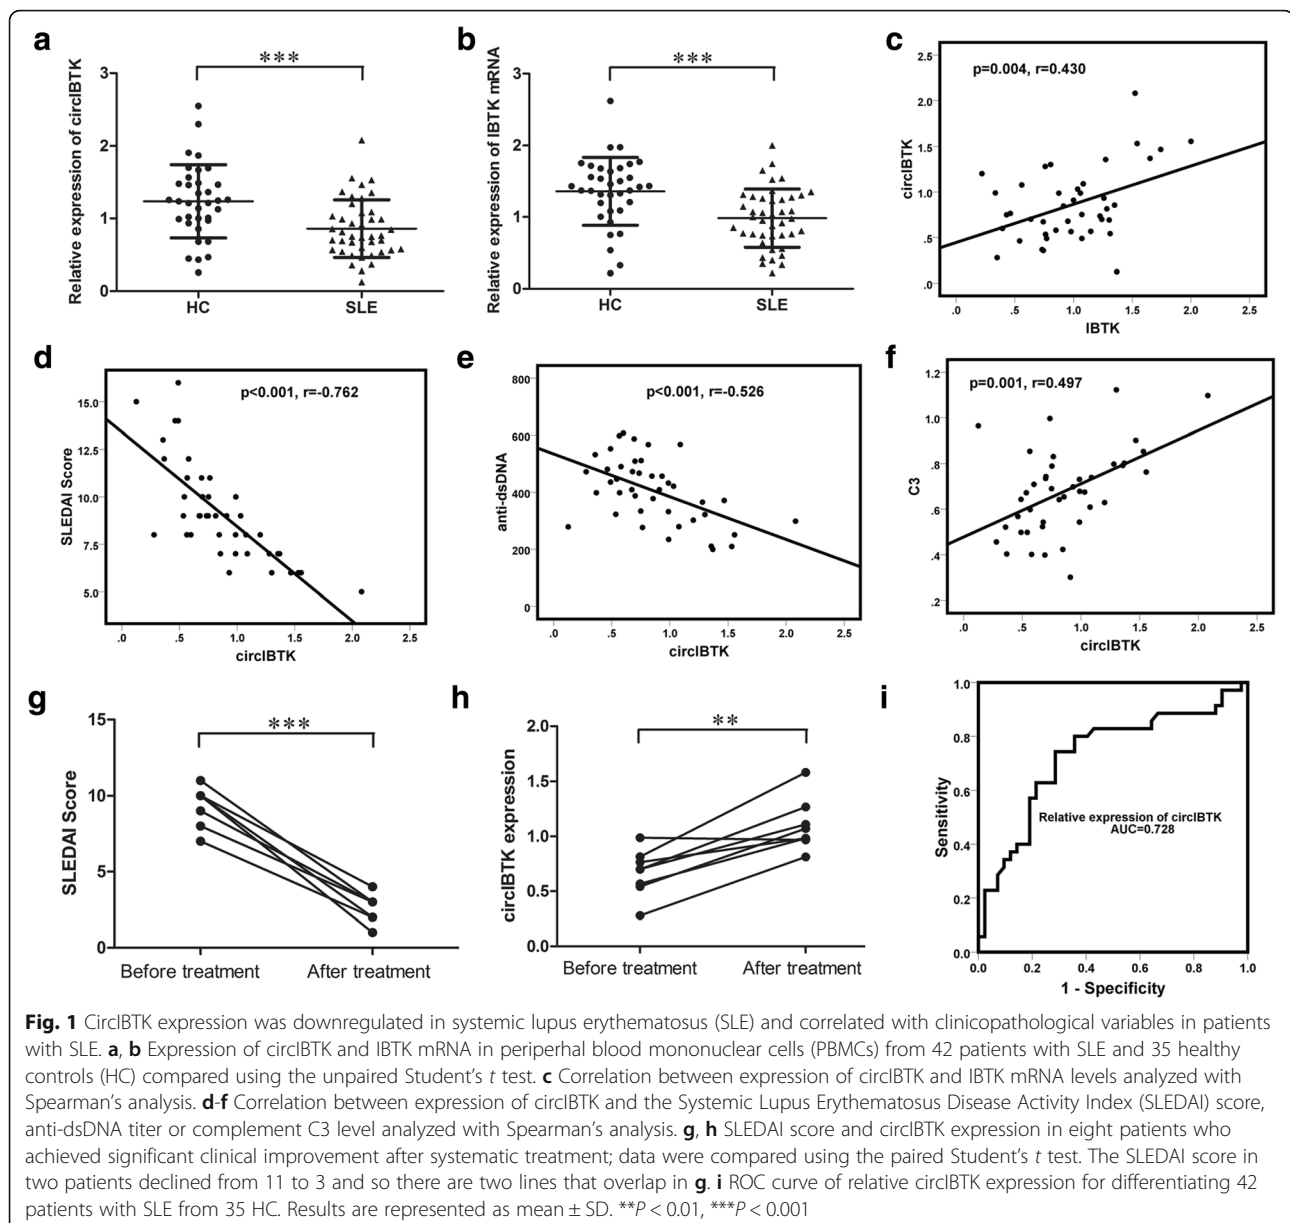 a
Relative expression of circIBTK
3
2
1
0
***
HC
SLE
b
Relative expression of IBTK mRNA
3
2
1
0
***
HC
SLE
c
circIBTK
2.5
2.0
1.5
1.0
.5
.0
p=0.004, r=0.430
.0 .5 1.0 1.5 2.0 2.5
IBTK
d
SLEDAI Score
15.0
12.5
10.0
7.5
5.0
p<0.001, r=-0.762
.0 .5 1.0 1.5 2.0 2.5
circIBTK
e
anti-dsDNA
800
600
400
200
0
p<0.001, r=-0.526
.0 .5 1.0 1.5 2.0 2.5
circIBTK
f
C3
1.2
1.0
.8
.6
.4
.2
p=0.001, r=0.497
.0 .5 1.0 1.5 2.0 2.5
circIBTK
g
SLEDAI Score
15
10
5
0
***
Before treatment After treatment
h
circIBTK expression
2.0
1.5
1.0
0.5
0.0
**
Before treatment After treatment
i
Sensitivity
1.0
0.8
0.6
0.4
0.2
0.0
Relative expression of circIBTK
AUC=0.728
0.0 0.2 0.4 0.6 0.8 1.0
1 - Specificity
Fig. 1 CircIBTK expression was downregulated in systemic lupus erythematosus (SLE) and correlated with clinicopathological variables in patients
with SLE. a, b Expression of circIBTK and IBTK mRNA in periperhal blood mononuclear cells (PBMCs) from 42 patients with SLE and 35 healthy
controls (HC) compared using the unpaired Student's t test. c Correlation between expression of circIBTK and IBTK mRNA levels analyzed with
Spearman's analysis. d-f Correlation between expression of circIBTK and the Systemic Lupus Erythematosus Disease Activity Index (SLEDAI) score,
anti-dsDNA titer or complement C3 level analyzed with Spearman's analysis. g, h SLEDAI score and circIBTK expression in eight patients who
achieved significant clinical improvement after systematic treatment; data were compared using the paired Student's t test. The SLEDAI score in
two patients declined from 11 to 3 and so there are two lines that overlap in g. i ROC curve of relative circIBTK expression for differentiating 42
patients with SLE from 35 HC. Results are represented as mean ± SD. **P < 0.01, ***P < 0.001